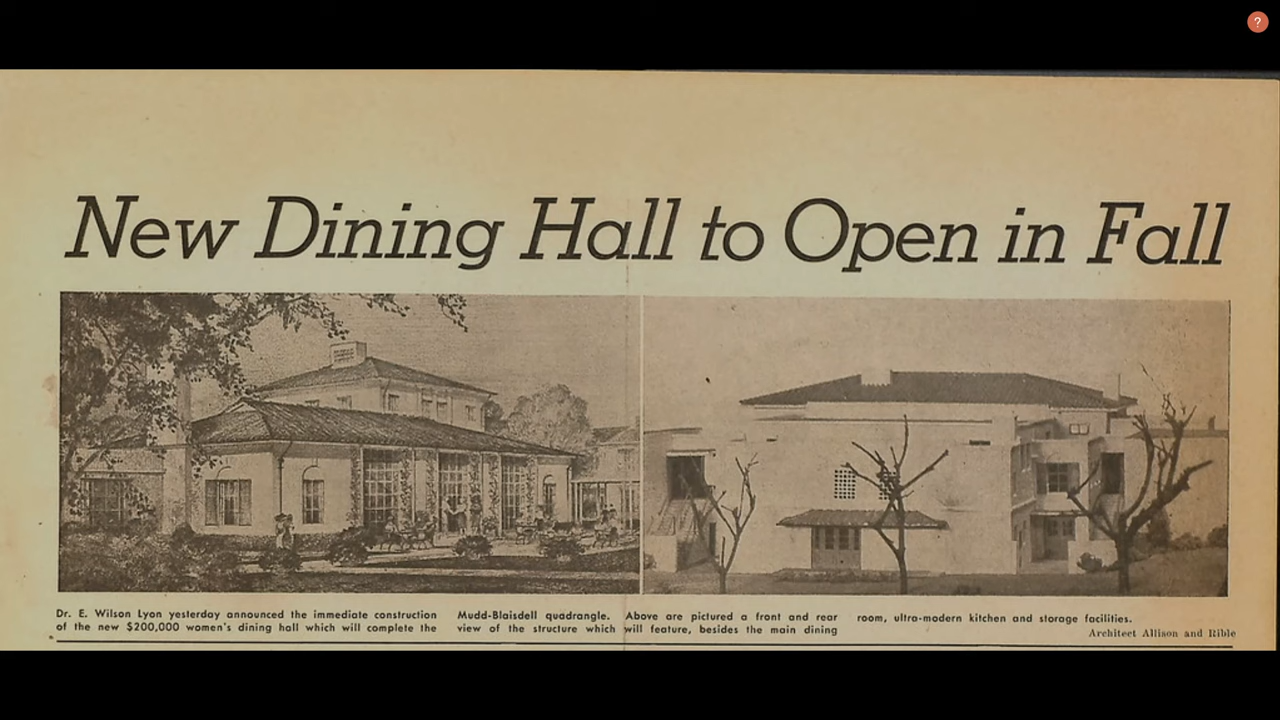 ?
New Dining Hall to Open in Fall
Dr. E. Wilson Lyon yesterday announced the immediate construction
of the new $200,000 women's dining hall which will complete the
Mudd-Blaisdell quadrangle. Above are pictured a front and rear
view of the structure which will feature, besides the main dining
room, ultra-modern kitchen and storage facilities.
Architect Allison and Rible